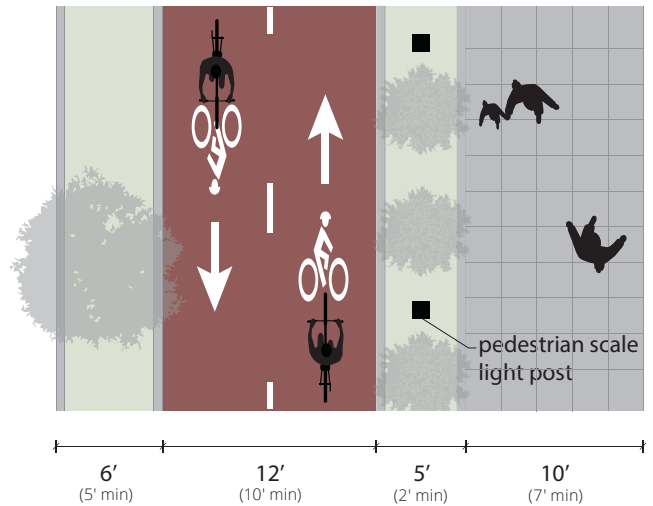 pedestrian scale
light post
6’ 12’ 5’ 10’
(5' min) (10' min) (2' min) (7' min)